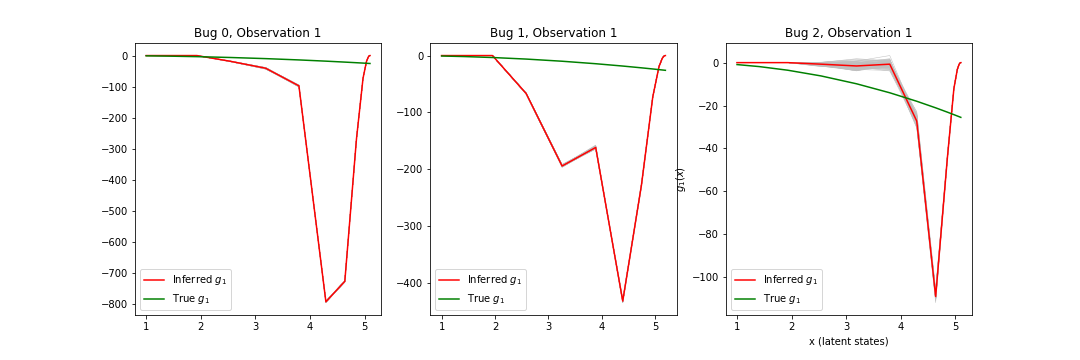 Bug 0, Observation 1
0
−100
−200
−300
−400
−500
−600
−700
−800
Inferred g₁
True g₁
1 2 3 4 5
Bug 1, Observation 1
0
−100
−200
−300
−400
Inferred g₁
True g₁
1 2 3 4 5
Bug 2, Observation 1
g₁(x)
0
−20
−40
−60
−80
−100
Inferred g₁
True g₁
1 2 3 4 5
x (latent states)